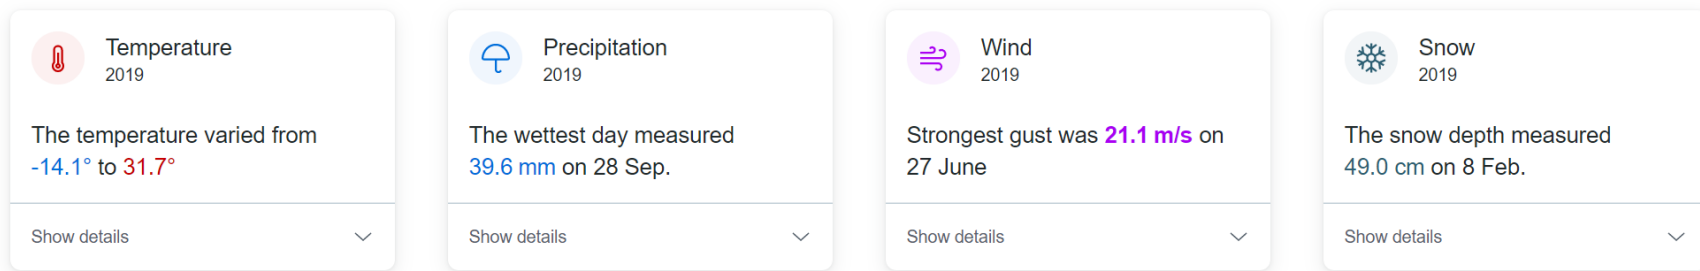 Temperature
2019
The temperature varied from
-14.1° to 31.7°
Show details
Precipitation
2019
The wettest day measured
39.6 mm on 28 Sep.
Show details
Wind
2019
Strongest gust was 21.1 m/s on
27 June
Show details
Snow
2019
The snow depth measured
49.0 cm on 8 Feb.
Show details